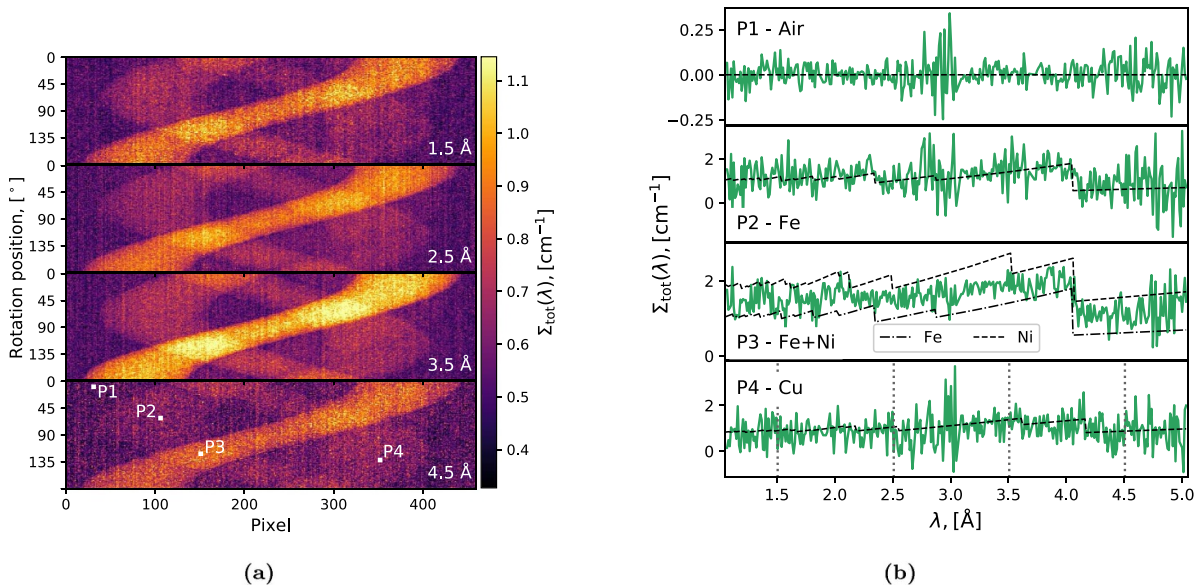 0
45
90
135
1.5 Å
0
45
90
135
2.5 Å
0
45
90
135
3.5 Å
0
45
90
135
4.5 Å
P1
P2
P3
P4
Rotation position, [°]
0 100 200 300 400
Pixel
1.1
1.0
0.9
0.8
0.7
0.6
0.5
0.4
Σtot(λ), [cm⁻¹]
(a)
P1 - Air
0.25
0.00
−0.25
P2 - Fe
2
0
P3 - Fe+Ni
2
0
Fe Ni
P4 - Cu
2
0
Σtot(λ), [cm⁻¹]
1.5 2.0 2.5 3.0 3.5 4.0 4.5 5.0
λ, [Å]
(b)